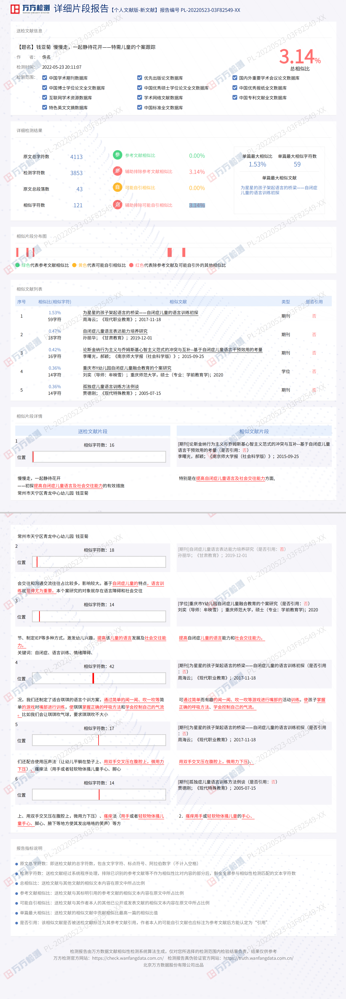 万方检测 详细片段报告【个人文献版-新文献】报告编号 PL-20220523-03F82549-XX
WANFANG SIMILARITY DETECTION
送检文献信息
【题名】钱亚菊 慢慢走，一起静待花开——特需儿童的个案跟踪
作 者： 佚名
检测时间： 2022-05-23 20:11:07
3.14%
总相似比
检测范围： 中国学术期刊数据库 优先出版论文数据库 国内外重要学术会议论文数据库
中国博士学位论文全文数据库 中国优秀硕士学位论文全文数据库 中国优秀报纸全文数据库
互联网学术资源数据库 学术网络文献数据库 中国专利文献全文数据库
特色英文文摘数据库 中国标准全文数据库
详细检测结果
原文总字符数 4113
检测字符数 3853
原文总段落数 43
相似字符数 121
参 参考文献相似比 0.00%
参 辅助排除参考文献相似比 3.14%
自 可能自引相似比 0.00%
自 辅助排除可能自引相似比 3.14%
单篇最大相似比 单篇最大相似字符数
1.53% 59
单篇最大相似文献
为星星的孩子架起语言的桥梁——自闭症
儿童的语言训练初探
相似片段分布图
绿色代表参考文献相似比 黄色代表可能自引相似比 红色代表除参考文献及可能自引外的其他相似比
相似文献列表
序号 相似比(相似字符) 相似文献 类型 是否引用
1 1.53% 59字符 为星星的孩子架起语言的桥梁——自闭症儿童的语言训练初探 期刊 否
周海云；《现代职业教育》；2017-11-18
2 0.47% 18字符 自闭症儿童语言表达能力培养研究 期刊 否
孙丽华；《甘肃教育》；2019-12-01
3 0.42% 16字符 论斯金纳行为主义与乔姆斯基心智主义范式的冲突与互补--基于自闭症儿童语言干预效用的考量 期刊 否
李曙光，郝颖；《南京师大学报（社会科学版）》；2015-09-25
4 0.36% 14字符 重庆市Y幼儿园自闭症儿童融合教育的个案研究 学位 否
刘奕（导师：牟映雪）；重庆师范大学，硕士（专业：学前教育学)；2020
5 0.36% 14字符 孤独症儿童语言训练方法例谈 期刊 否
贾德刚；《现代特殊教育》；2005-07-15
相似片段详情
送检文献片段 相似文献片段
1
相似字符数：16
位置
[期刊]论斯金纳行为主义与乔姆斯基心智主义范式的冲突与互补--基于自闭症儿童
语言干预效用的考量（是否引用：否）
李曙光，郝颖；《南京师大学报（社会科学版）》；2015-09-25
慢慢走，一起静待花开
——初探提高自闭症儿童语言及社会交往能力的有效措施
常州市天宁区青龙中心幼儿园 钱亚菊
特别是在提高自闭症儿童语言及社会交往能力方面,
常州市天宁区青龙中心幼儿园 钱亚菊
2
相似字符数：18
位置
[期刊]自闭症儿童语言表达能力培养研究（是否引用：否）
孙丽华；《甘肃教育》；2019-12-01
会交往和沟通交流往往占比较多，影响较大。基于自闭症儿童的特点，语言训
练就显得尤为重要。本个案研究的对象就存在语言障碍和社会交往
3
相似字符数：14
位置
[学位]重庆市Y幼儿园自闭症儿童融合教育的个案研究（是否引用：否）
刘奕（导师：牟映雪）；重庆师范大学，硕士（专业：学前教育学)；2020
节、制定IEP等多种方式，激发幼儿兴趣，提高该儿童的语言发展及社会交往能
力。
关键词：自闭症、语言训练、情绪障碍、
提高自闭症儿童的语言能力和社会交往能力。
4
相似字符数：42
位置
[期刊]为星星的孩子架起语言的桥梁——自闭症儿童的语言训练初探（是否引用
：否）
周海云；《现代职业教育》；2017-11-18
况，我们还制定了适合琪琪的语言个训方案，通过简单的闻一闻、吹一吹等简
单的游戏对嘴部进行训练，使琪琪掌握正确的呼吸方法和学会控制自己的气流
。比如我们会让琪琪吹气球，要求琪琪吹不大小
可通过简单而有趣的闻一闻、吹一吹等游戏进行嘴部的活动训练。使孩子掌握
正确的呼吸方法、学会控制自己的气流。
5
相似字符数：17
位置
[期刊]为星星的孩子架起语言的桥梁——自闭症儿童的语言训练初探（是否引用
：否）
周海云；《现代职业教育》；2017-11-18
们还配合使用压声法（让幼儿平躺在垫子上、用双手交叉压在腹腔上，微用力
下压）、瘙痒法（用手或者轻软物体搔儿童手心、脚心
用双手交叉压在腹腔上，微用力下压)、
6
相似字符数：14
位置
[期刊]孤独症儿童语言训练方法例谈（是否引用：否）
贾德刚；《现代特殊教育》；2005-07-15
上、用双手交叉压在腹腔上，微用力下压）、瘙痒法（用手或者轻软物体搔儿
童手心、脚心、腋下等地方使其发出咯咯的笑声）等方
2．瘙痒用手或轻软物体搔儿童的手心、
报告指标说明
原文总字符数：即送检文献的总字符数，包含文字字符、标点符号、阿拉伯数字（不计入空格）
检测字符数：送检文献经过系统程序处理，排除已识别的参考文献等不作为相似性比对内容的部分后，剩余全部参与相似性检测匹配的文本字符数
总相似比：送检文献与其他文献的相似文本内容在原文中所占比例
参考文献相似比：送检文献与其标明引用的参考文献的相似文本内容在原文中所占比例
可能自引相似比：送检文献与其作者本人的其他已公开或发表文献的相似文本内容在原文中所占比例
单篇最大相似比：送检文献的相似文献中贡献相似比最高一篇的相似比值
是否引用：该相似文献是否被送检文献标注为其参考文献引用，作者本人的可能自引文献也应标注为参考文献后方能认定为“引用”
检测报告由万方数据文献相似性检测系统算法生成，仅对您所选择的检测范围内检验结果负责，结果仅供参考
万方检测官方网站：https://check.wanfangdata.com.cn/ 检测报告真伪验证官方网站：https://truth.wanfangdata.com.cn/
北京万方数据股份有限公司出品